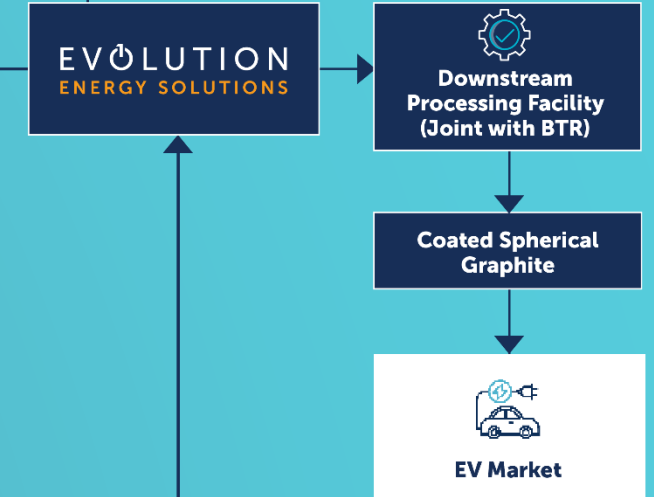 EVOLUTION
ENERGY SOLUTIONS
Downstream
Processing Facility
(Joint with BTR)
Coated Spherical
Graphite
EV Market